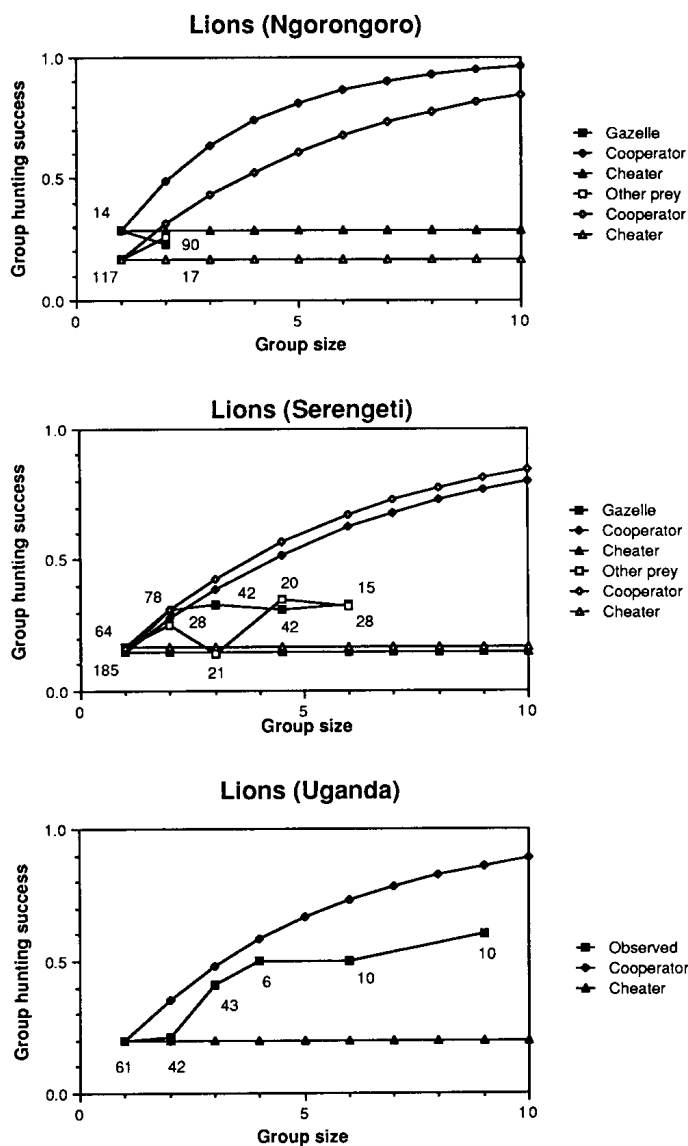 Lions (Ngorongoro)
Group hunting success
1.0
0.5
0.0
14
90
117
17
0
5
10
Group size
Gazelle
Cooperator
Cheater
Other prey
Cooperator
Cheater
Lions (Serengeti)
Group hunting success
1.0
0.5
0.0
78
42
20
15
64
28
42
28
185
21
0
5
10
Group size
Gazelle
Cooperator
Cheater
Other prey
Cooperator
Cheater
Lions (Uganda)
Group hunting success
1.0
0.5
0.0
43
6
10
10
61
42
0
5
10
Group size
Observed
Cooperator
Cheater